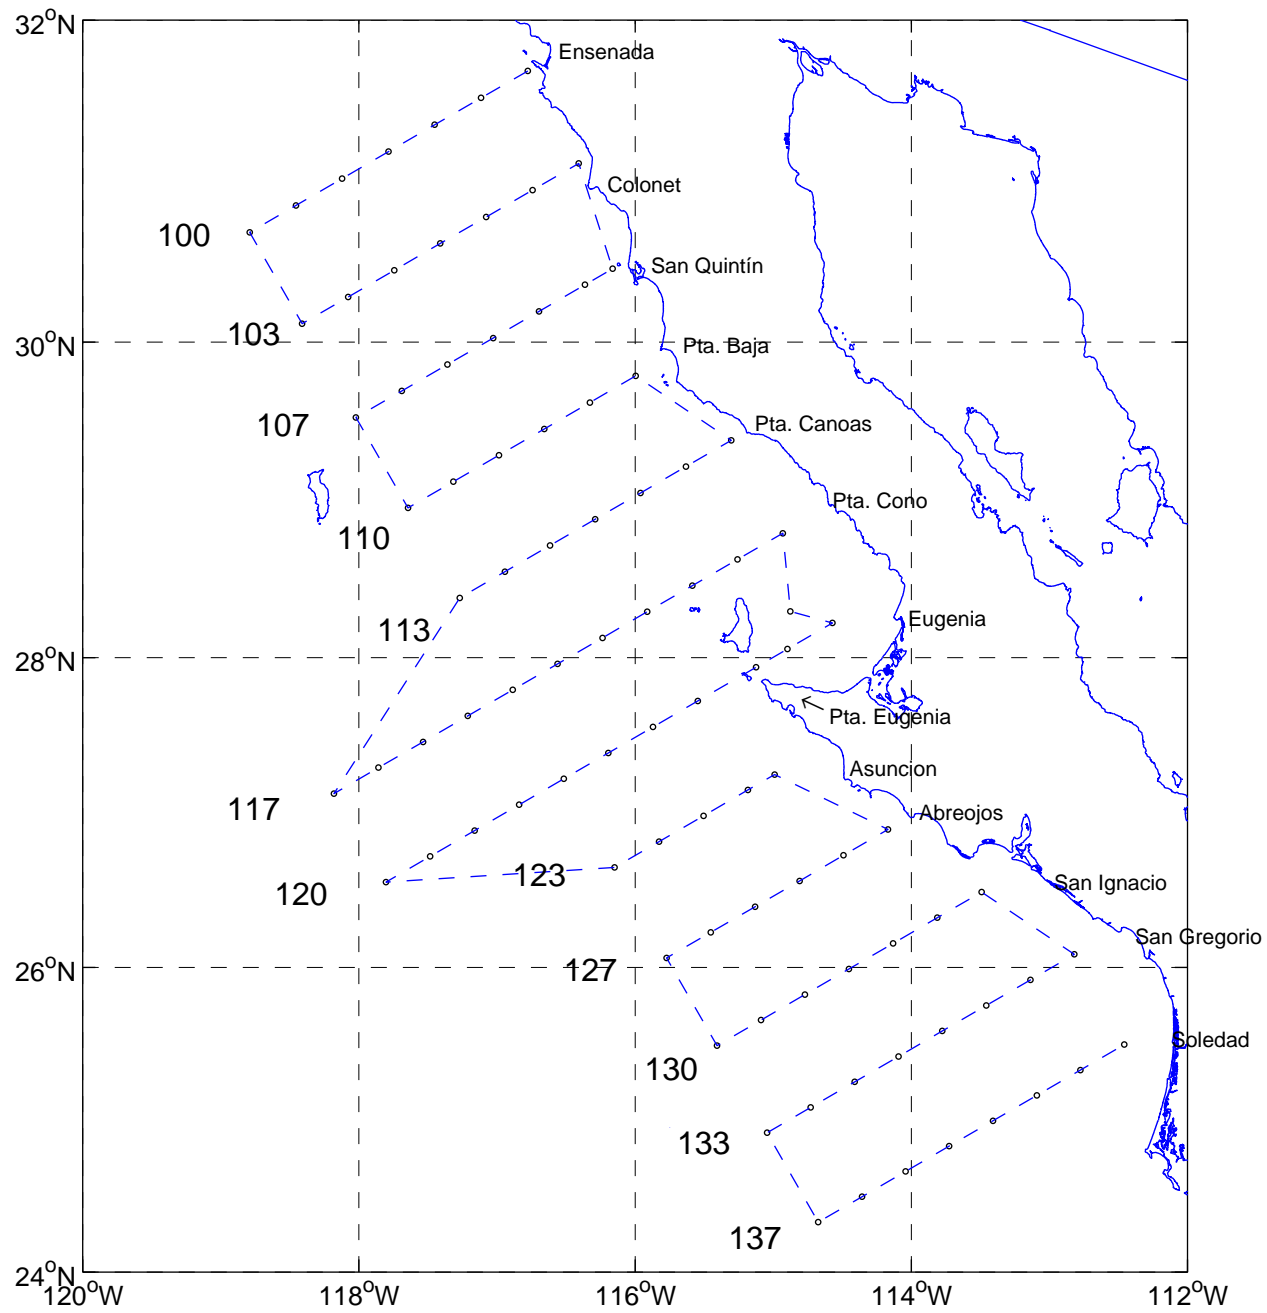 32°N
Ensenada
Colonet
100
San Quintín
103
30°N
Pta. Baja
107
Pta. Canoas
Pta. Cono
110
Eugenia
113
28°N
Pta. Eugenia
Asuncion
117
Abreojos
123
San Ignacio
120
San Gregorio
127
26°N
Soledad
130
133
137
24°N
120°W
118°W
116°W
114°W
112°W